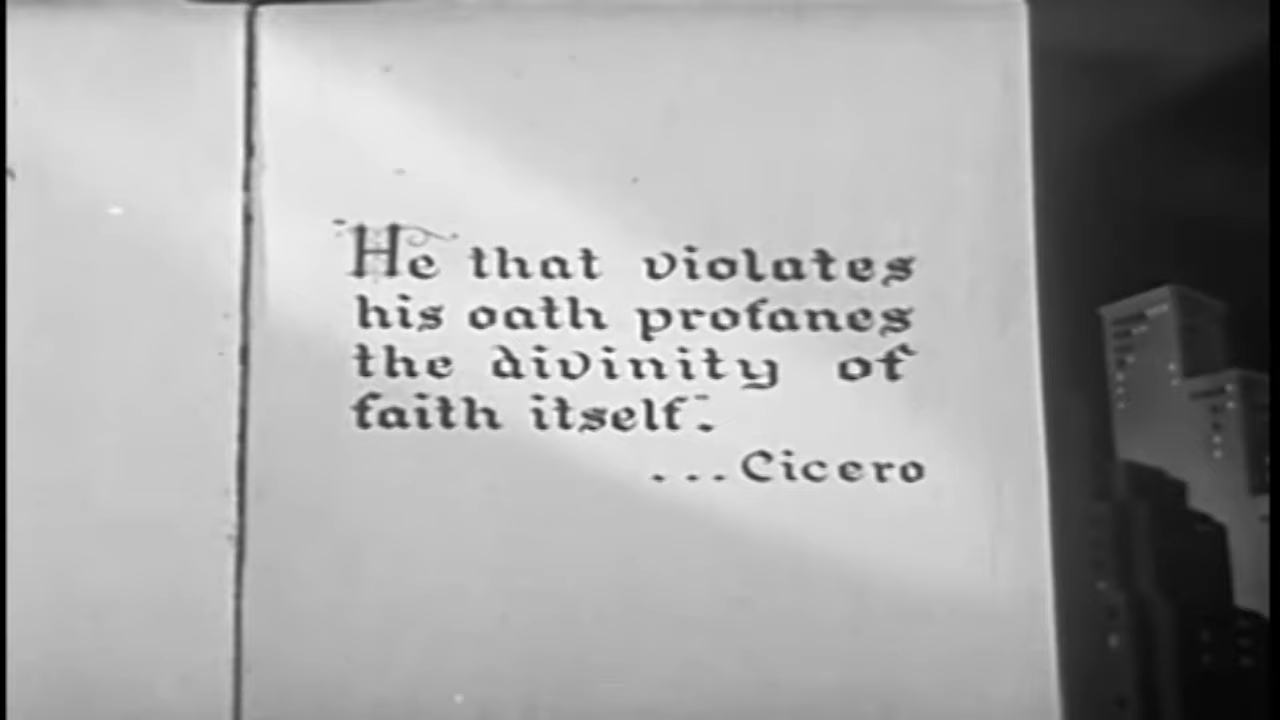 "He that violates
his oath profanes
the divinity of
faith itself".
...Cicero